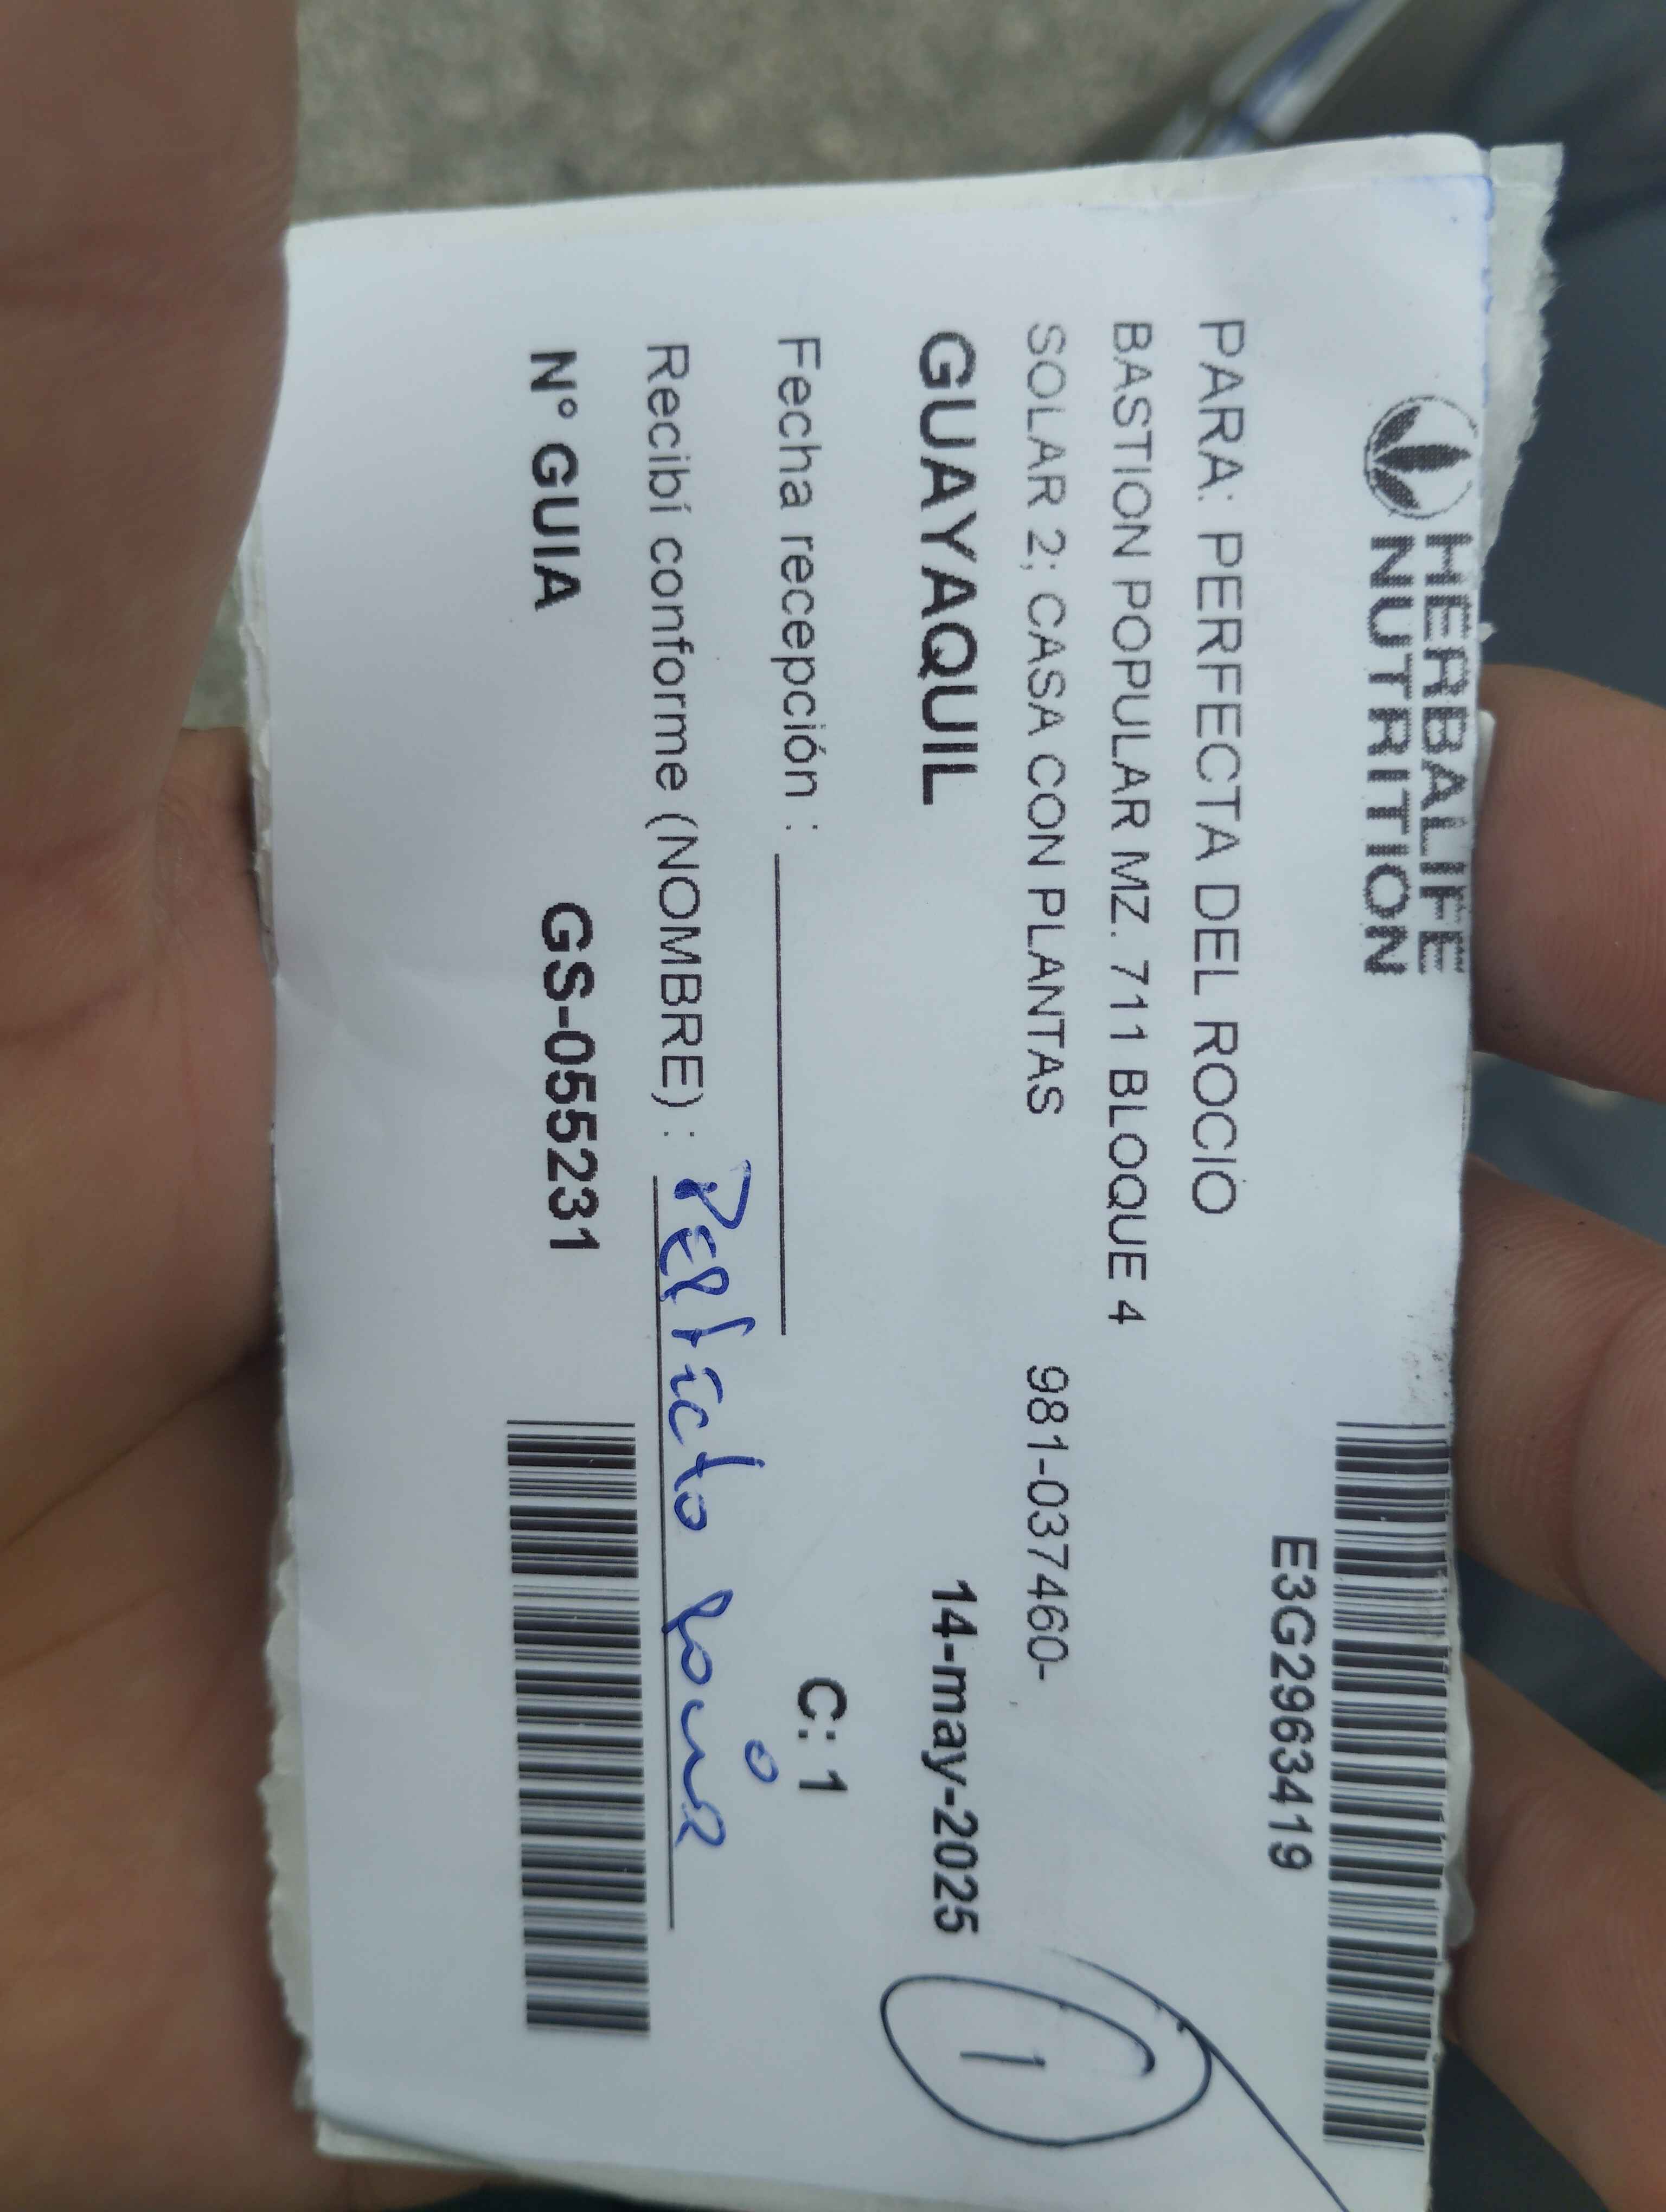 HERBALIFE
NUTRITION
E3G2963419
PARA: PERFECTA DEL ROCIO
BASTION POPULAR MZ. 711 BLOQUE 4
SOLAR 2; CASA CON PLANTAS 981-037460-
GUAYAQUIL 14-may-2025
1
Fecha recepción : C: 1
Recibí conforme (NOMBRE) :
N° GUIA GS-055231